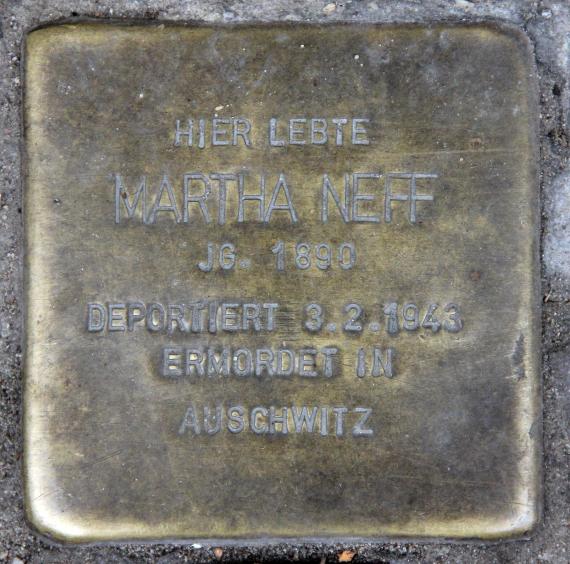 HIER LEBTE
MARTHA NEFF
JG. 1890
DEPORTIERT 3.2.1943
ERMORDET IN
AUSCHWITZ